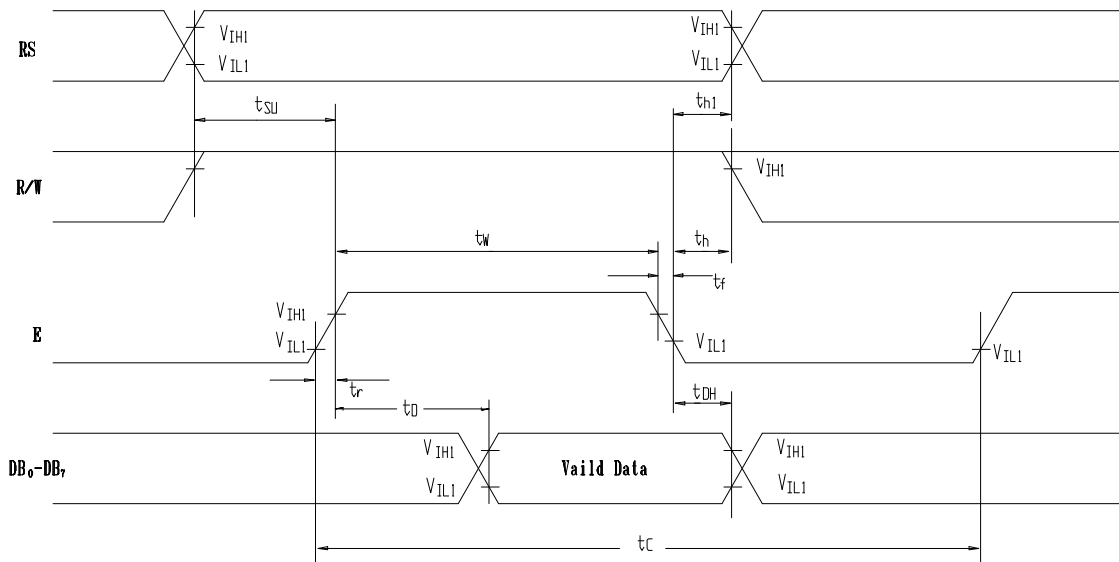 RS
VIH1
VIL1
VIH1
VIL1
tSU
th1
R/W
VIH1
tW
th
tf
E
VIH1
VIL1
VIL1
VIL1
tr
tD
tDH
DB0-DB7
VIH1
VIL1
Vaild Data
VIH1
VIL1
tC